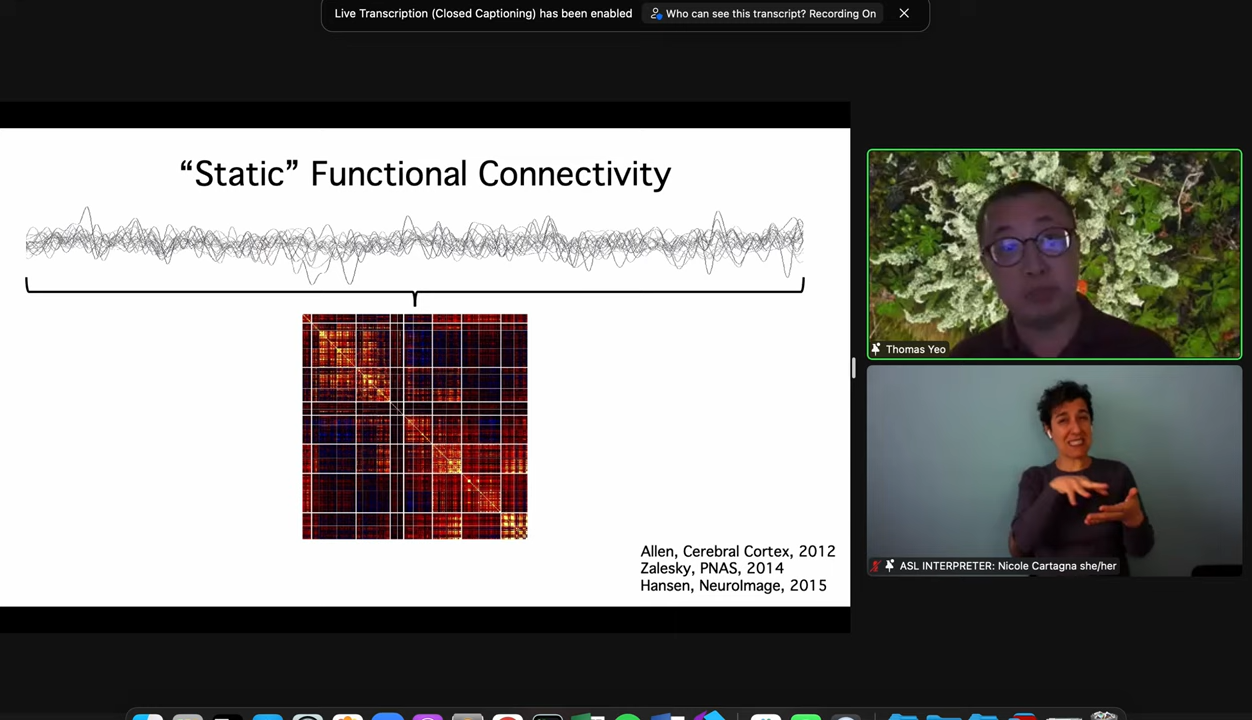 Live Transcription (Closed Captioning) has been enabled
Who can see this transcript? Recording On
“Static” Functional Connectivity
Allen, Cerebral Cortex, 2012
Zalesky, PNAS, 2014
Hansen, NeuroImage, 2015
Thomas Yeo
ASL INTERPRETER: Nicole Cartagna she/her